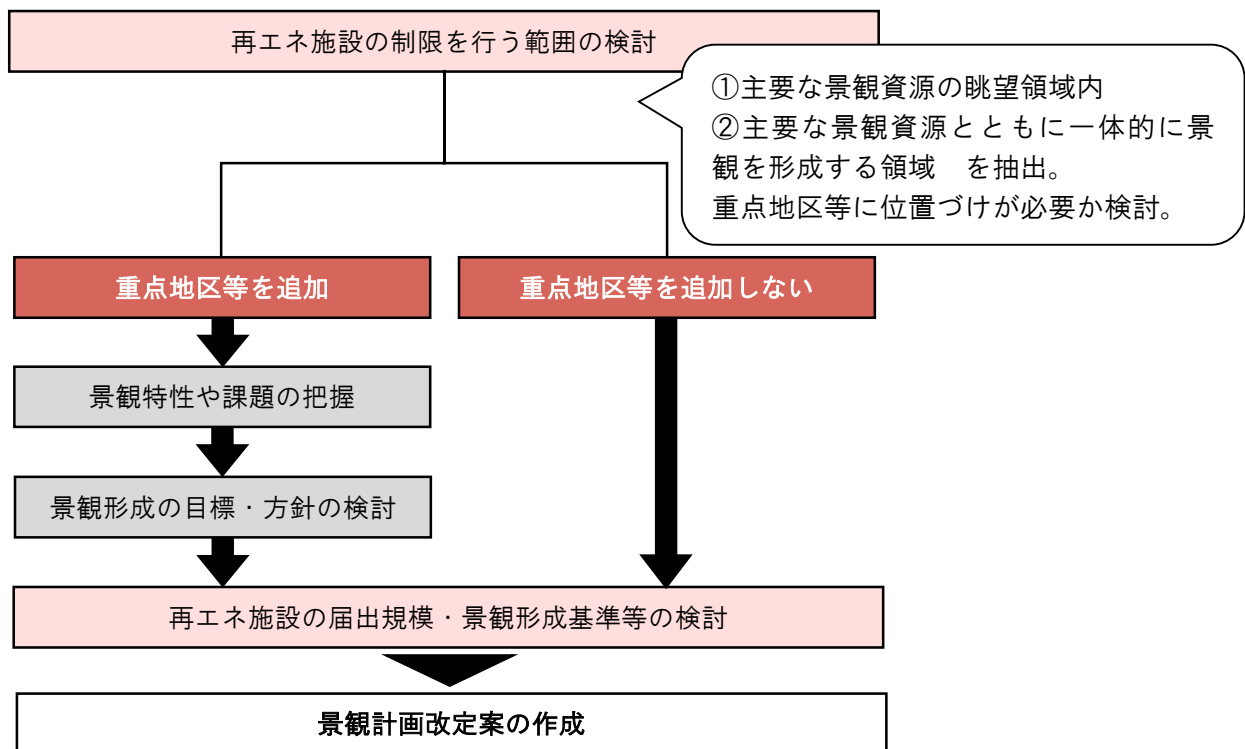 再エネ施設の制限を行う範囲の検討
①主要な景観資源の眺望領域内
②主要な景観資源とともに一体的に景
観を形成する領域　を抽出。
重点地区等に位置づけが必要か検討。
重点地区等を追加
重点地区等を追加しない
景観特性や課題の把握
景観形成の目標・方針の検討
再エネ施設の届出規模・景観形成基準等の検討
景観計画改定案の作成